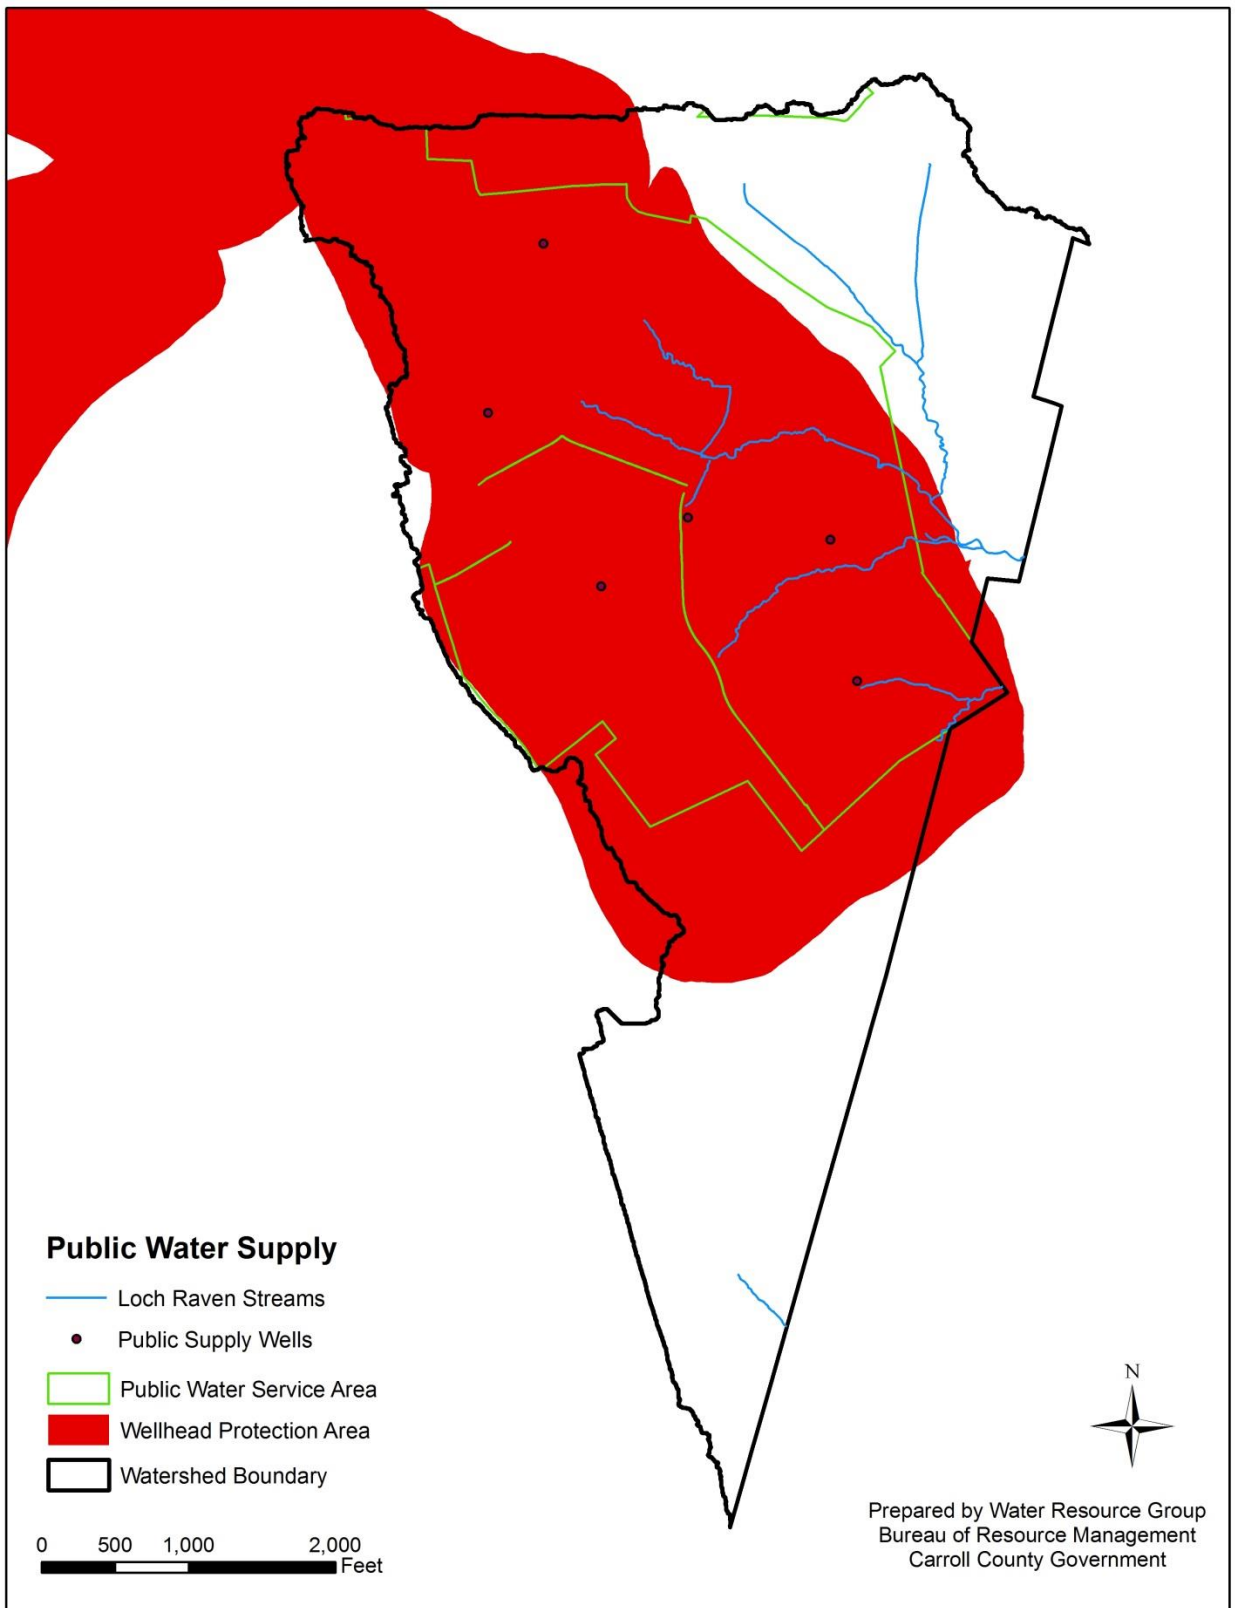 Public Water Supply
Loch Raven Streams
Public Supply Wells
Public Water Service Area
Wellhead Protection Area
Watershed Boundary
0 500 1,000 2,000
Feet
N
Prepared by Water Resource Group
Bureau of Resource Management
Carroll County Government